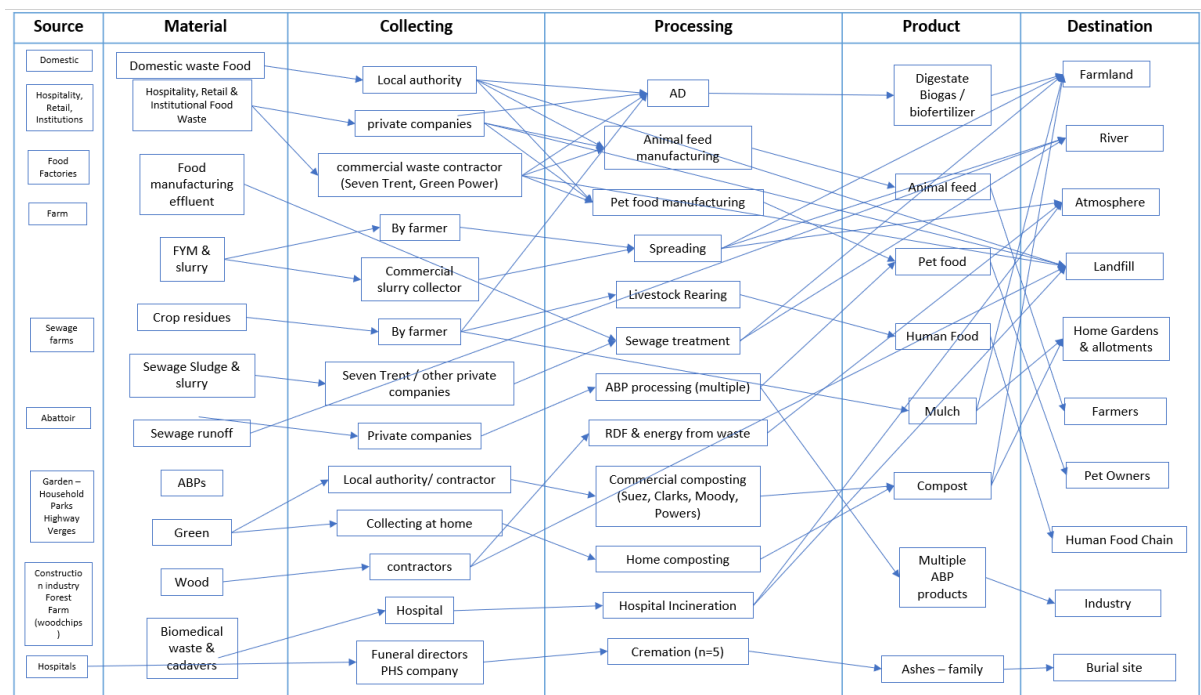 Source
Material
Collecting
Processing
Product
Destination
Domestic
Hospitality,
Retail,
Institutions
Food
Factories
Farm
Sewage
farms
Abattoir
Garden –
Household
Parks
Highway
Verges
Constructio
n industry
Forest
Farm
(woodchips
)
Hospitals
Domestic waste Food
Hospitality, Retail &
Institutional Food
Waste
Food
manufacturing
effluent
FYM &
slurry
Crop residues
Sewage Sludge &
slurry
Sewage runoff
ABPs
Green
Wood
Biomedical
waste &
cadavers
Local authority
private companies
commercial waste contractor
(Seven Trent, Green Power)
By farmer
Commercial
slurry collector
By farmer
Seven Trent / other private
companies
Private companies
Local authority/ contractor
Collecting at home
contractors
Hospital
Funeral directors
PHS company
AD
Animal feed
manufacturing
Pet food manufacturing
Spreading
Livestock Rearing
Sewage treatment
ABP processing (multiple)
RDF & energy from waste
Commercial composting
(Suez, Clarks, Moody,
Powers)
Home composting
Hospital Incineration
Cremation (n=5)
Digestate
Biogas /
biofertilizer
Animal feed
Pet food
Human Food
Mulch
Compost
Multiple
ABP
products
Ashes – family
Farmland
River
Atmosphere
Landfill
Home Gardens
& allotments
Farmers
Pet Owners
Human Food Chain
Industry
Burial site